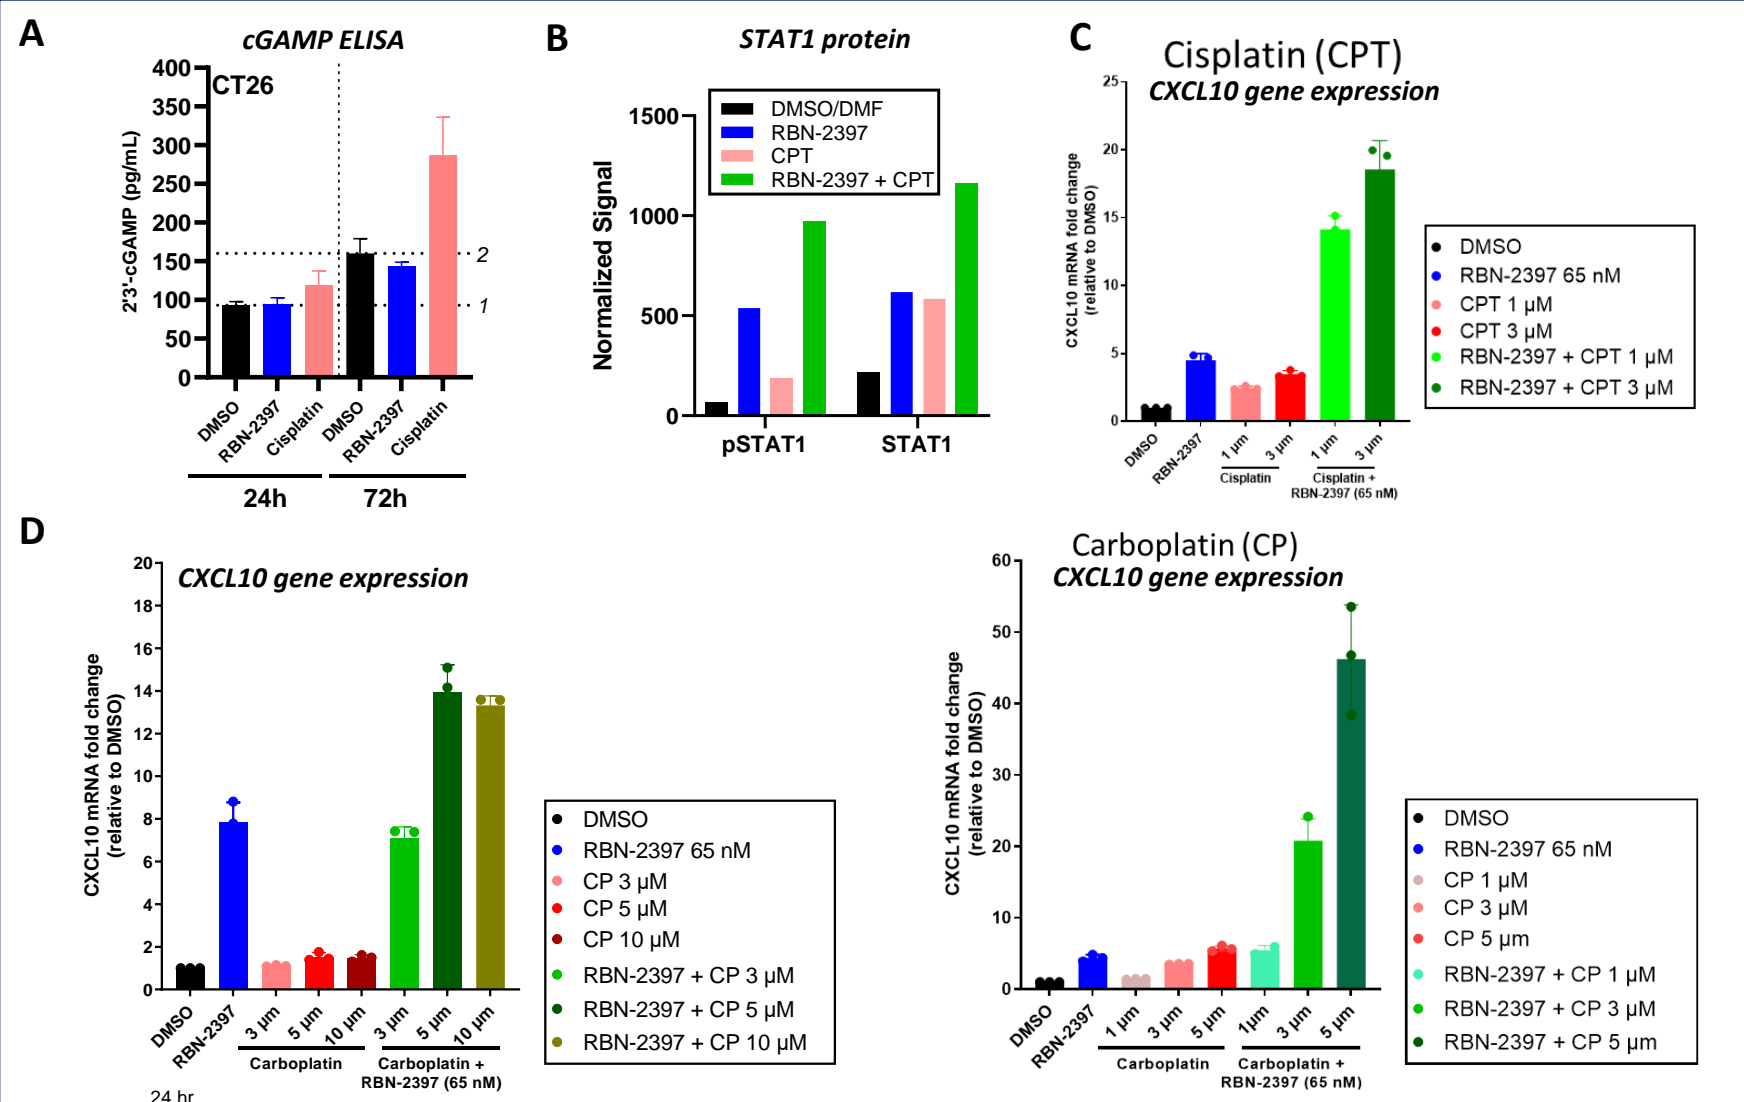 A
cGAMP ELISA
CT26
2'3'-cGAMP (pg/mL)
400
350
300
250
200
150
100
50
0
2
1
DMSO
RBN-2397
Cisplatin
DMSO
RBN-2397
Cisplatin
24h
72h
B
STAT1 protein
DMSO/DMF
RBN-2397
CPT
RBN-2397 + CPT
Normalized Signal
1500
1000
500
0
pSTAT1
STAT1
C
Cisplatin (CPT)
CXCL10 gene expression
CXCL10 mRNA fold change
(relative to DMSO)
25
20
15
10
5
0
DMSO
RBN-2397
1 µm
3 µm
1 µm
3 µm
Cisplatin
Cisplatin +
RBN-2397 (65 nM)
DMSO
RBN-2397 65 nM
CPT 1 µM
CPT 3 µM
RBN-2397 + CPT 1 µM
RBN-2397 + CPT 3 µM
D
CXCL10 gene expression
CXCL10 mRNA fold change
(relative to DMSO)
20
18
16
14
12
10
8
6
4
2
0
DMSO
RBN-2397
3 µm
5 µm
10 µm
3 µm
5 µm
10 µm
Carboplatin
Carboplatin +
RBN-2397 (65 nM)
24 hr
DMSO
RBN-2397 65 nM
CP 3 µM
CP 5 µM
CP 10 µM
RBN-2397 + CP 3 µM
RBN-2397 + CP 5 µM
RBN-2397 + CP 10 µM
Carboplatin (CP)
CXCL10 gene expression
CXCL10 mRNA fold change
(relative to DMSO)
60
50
40
30
20
10
0
DMSO
RBN-2397
1 µm
3 µm
5 µm
1µm
3 µm
5 µm
Carboplatin
Carboplatin +
RBN-2397 (65 nM)
DMSO
RBN-2397 65 nM
CP 1 µM
CP 3 µM
CP 5 µm
RBN-2397 + CP 1 µM
RBN-2397 + CP 3 µM
RBN-2397 + CP 5 µm